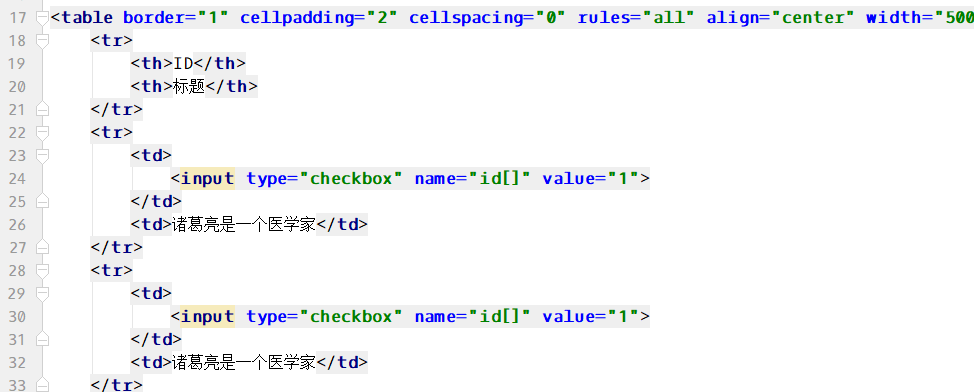 17 <table border="1" cellpadding="2" cellspacing="0" rules="all" align="center" width="500
18 <tr>
19 <th>ID</th>
20 <th>标题</th>
21 </tr>
22 <tr>
23 <td>
24 <input type="checkbox" name="id[]" value="1">
25 </td>
26 <td>诸葛亮是一个医学家</td>
27 </tr>
28 <tr>
29 <td>
30 <input type="checkbox" name="id[]" value="1">
31 </td>
32 <td>诸葛亮是一个医学家</td>
33 </tr>